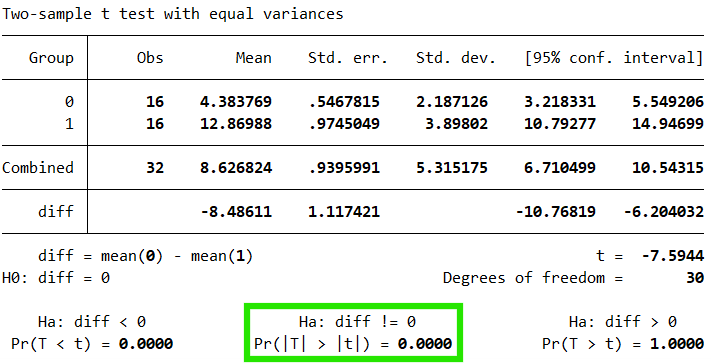 Two-sample t test with equal variances
Group Obs Mean Std. err. Std. dev. [95% conf. interval]
0 16 4.383769 .5467815 2.187126 3.218331 5.549206
1 16 12.86988 .9745049 3.89802 10.79277 14.94699
Combined 32 8.626824 .9395991 5.315175 6.710499 10.54315
diff -8.48611 1.117421 -10.76819 -6.204032
diff = mean(0) - mean(1) t = -7.5944
H0: diff = 0 Degrees of freedom = 30
Ha: diff < 0 Ha: diff != 0 Ha: diff > 0
Pr(T < t) = 0.0000 Pr(|T| > |t|) = 0.0000 Pr(T > t) = 1.0000